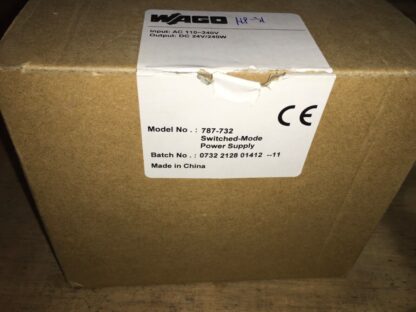 WAGO
Input: AC 110~240V
Output: DC 24V/240W
CE
Model No. : 787-732
Switched-Mode
Power Supply
Batch No. : 0732 2128 01412 --11
Made in China